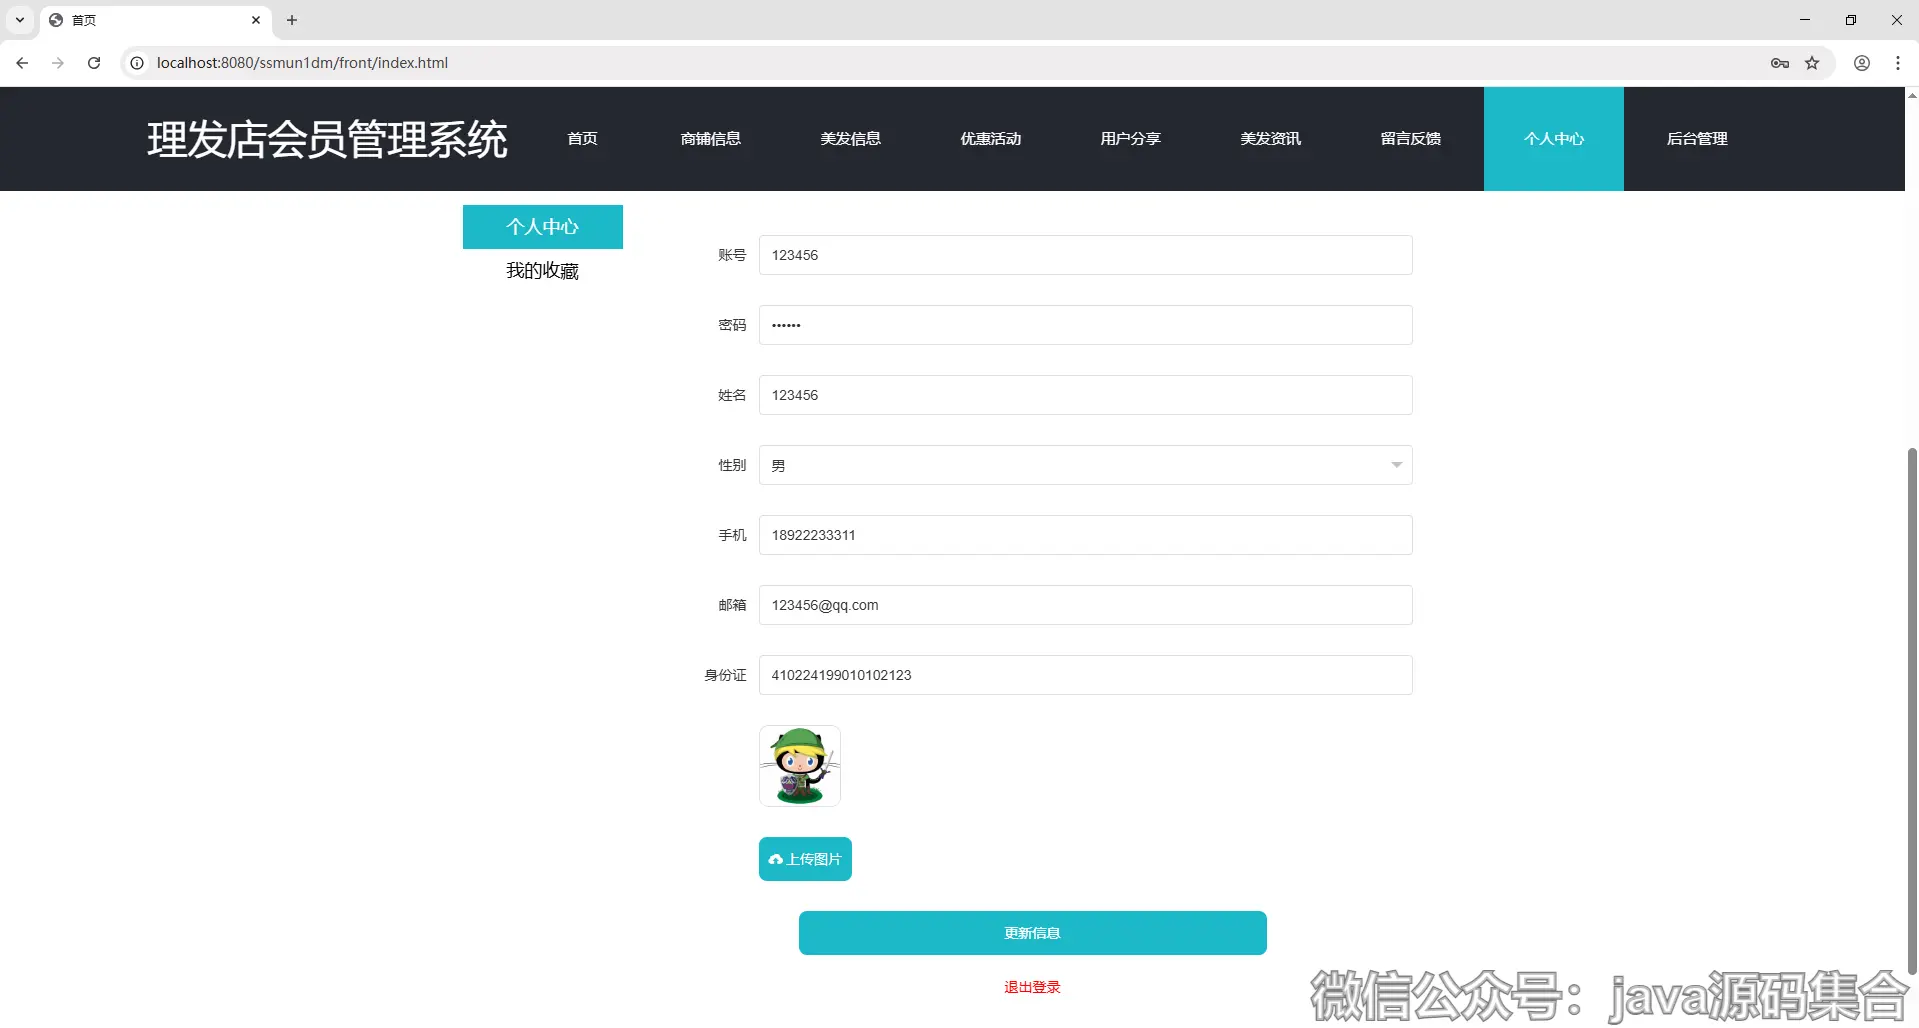 首页
localhost:8080/ssmun1dm/front/index.html
理发店会员管理系统 首页 商铺信息 美发信息 优惠活动 用户分享 美发资讯 留言反馈 个人中心 后台管理
个人中心
我的收藏
账号 123456
密码 ••••••
姓名 123456
性别 男
手机 18922233311
邮箱 123456@qq.com
身份证 410224199010102123
上传图片
更新信息
退出登录
微信公众号：java源码集合